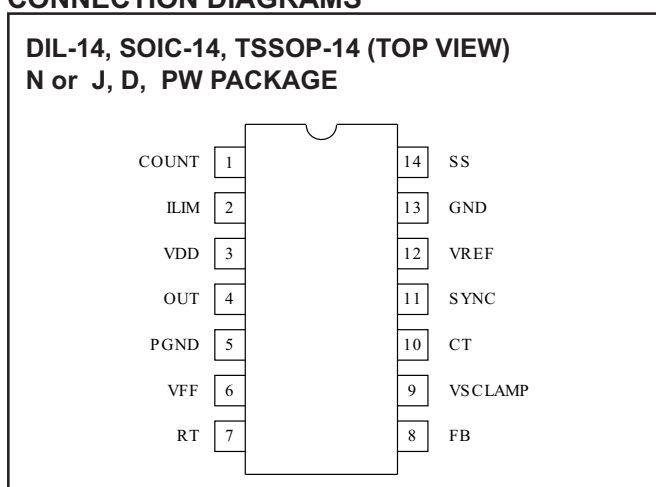 CONNECTION DIAGRAMS
DIL-14, SOIC-14, TSSOP-14 (TOP VIEW)
N or J, D, PW PACKAGE
COUNT 1 14 SS
ILIM 2 13 GND
VDD 3 12 VREF
OUT 4 11 SYNC
PGND 5 10 CT
VFF 6 9 VSCLAMP
RT 7 8 FB